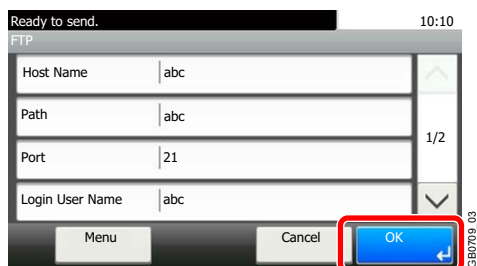 Ready to send. 10:10
FTP
Host Name abc
Path abc
1/2
Port 21
Login User Name abc
Menu Cancel OK
GB0709_03